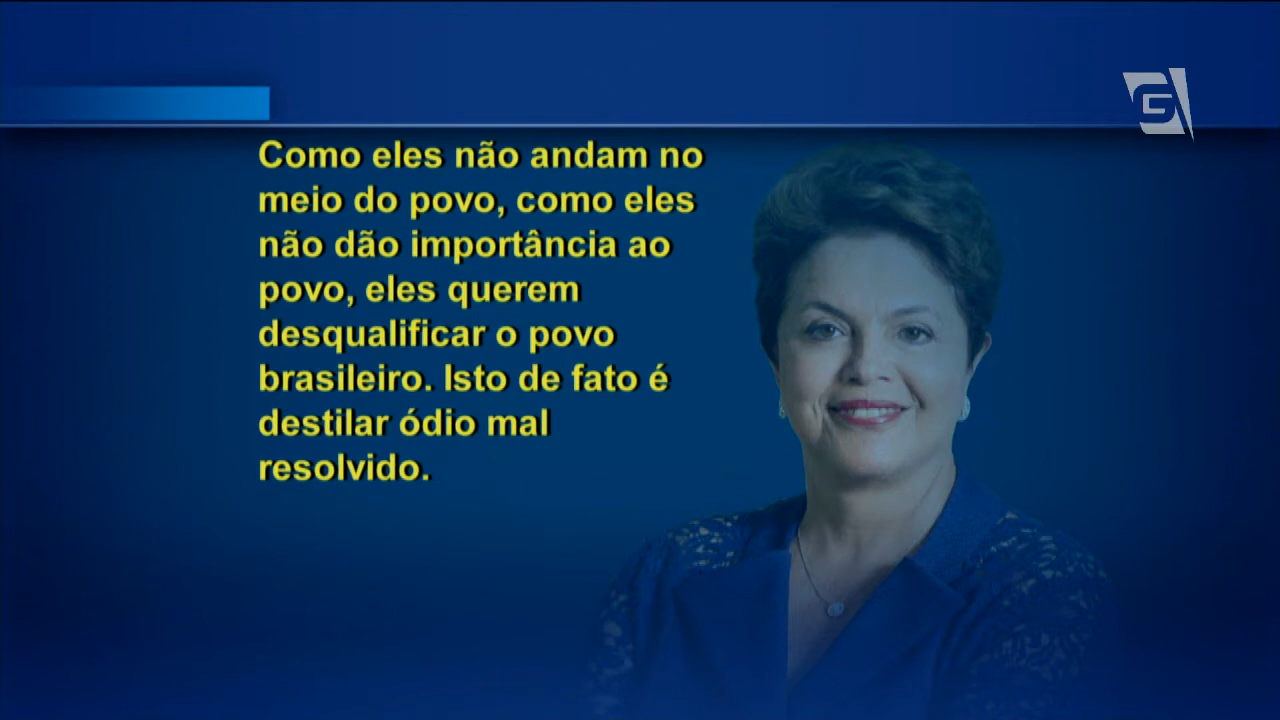 Como eles não andam no
meio do povo, como eles
não dão importância ao
povo, eles querem
desqualificar o povo
brasileiro. Isto de fato é
destilar ódio mal
resolvido.